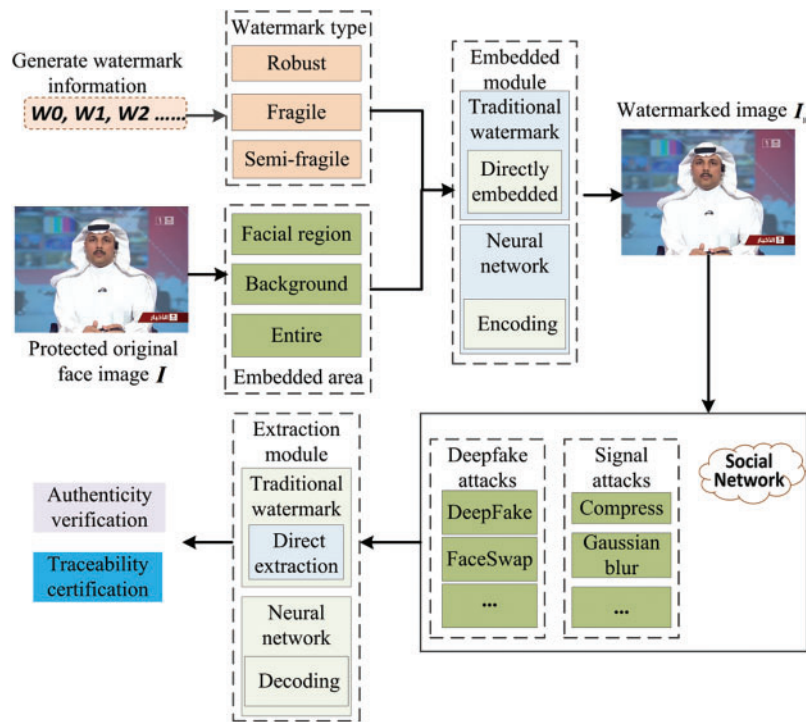 Watermark type
Generate watermark
information
W0, W1, W2 ......
Robust
Fragile
Semi-fragile
Embedded module
Traditional
watermark
Directly
embedded
Neural
network
Encoding
Watermarked image I
الاخبار
Facial region
Background
Entire
Embedded area
الاخبار
Protected original
face image I
Extraction module
Traditional
watermark
Direct
extraction
Neural
network
Decoding
Deepfake
attacks
DeepFake
FaceSwap
...
Signal
attacks
Compress
Gaussian
blur
...
Social
Network
Authenticity
verification
Traceability
certification